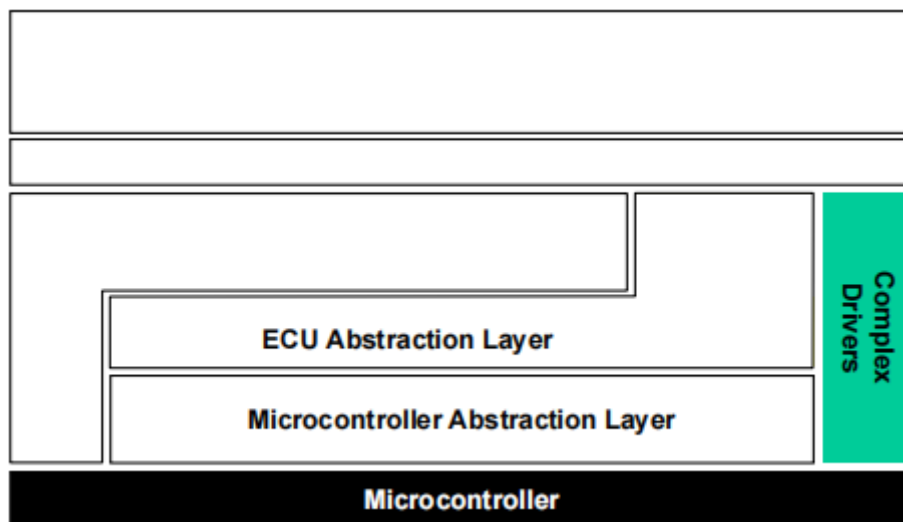 ECU Abstraction Layer
Microcontroller Abstraction Layer
Complex
Drivers
Microcontroller